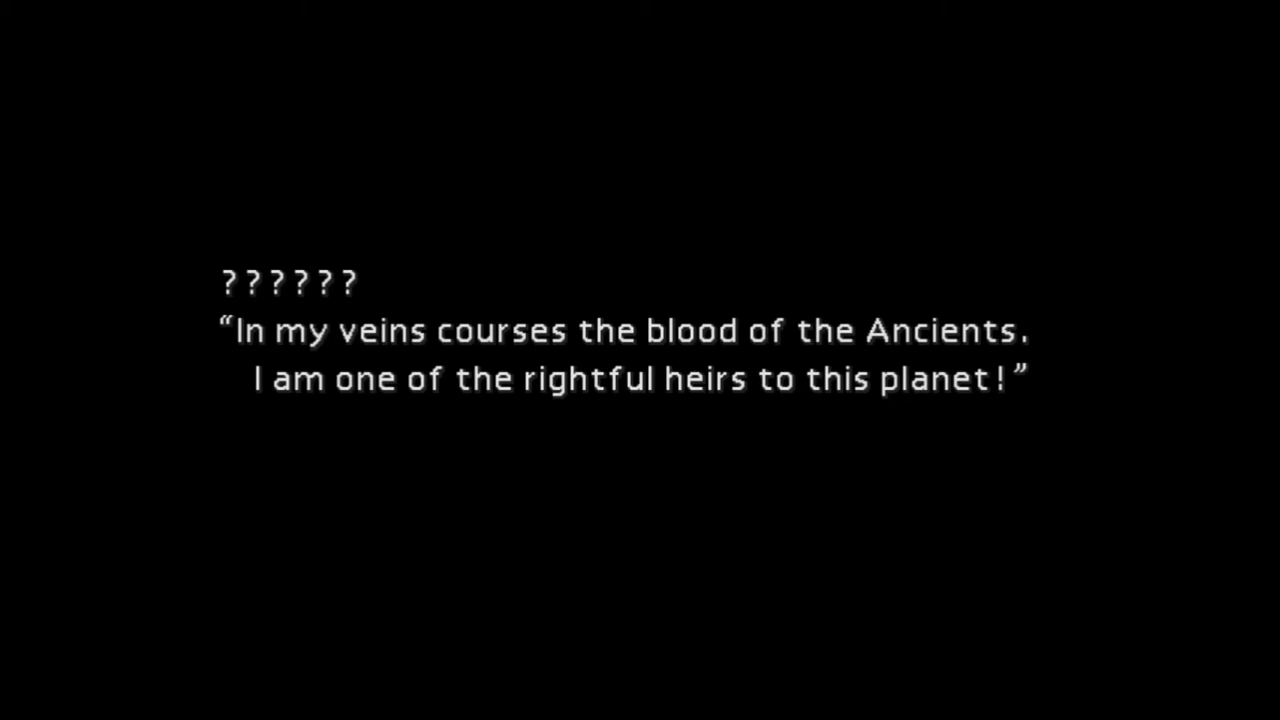 ??????
“In my veins courses the blood of the Ancients.
I am one of the rightful heirs to this planet!”